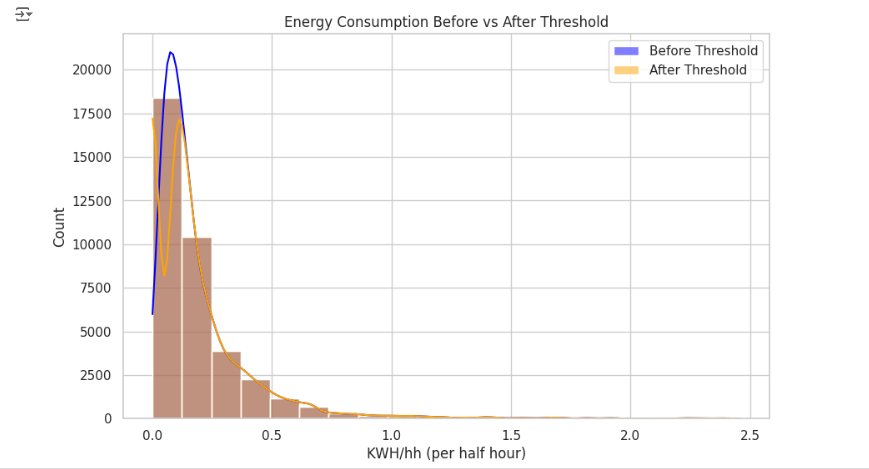 Energy Consumption Before vs After Threshold
Before Threshold
After Threshold
20000
17500
15000
12500
10000
7500
5000
2500
0
Count
0.0 0.5 1.0 1.5 2.0 2.5
KWH/hh (per half hour)